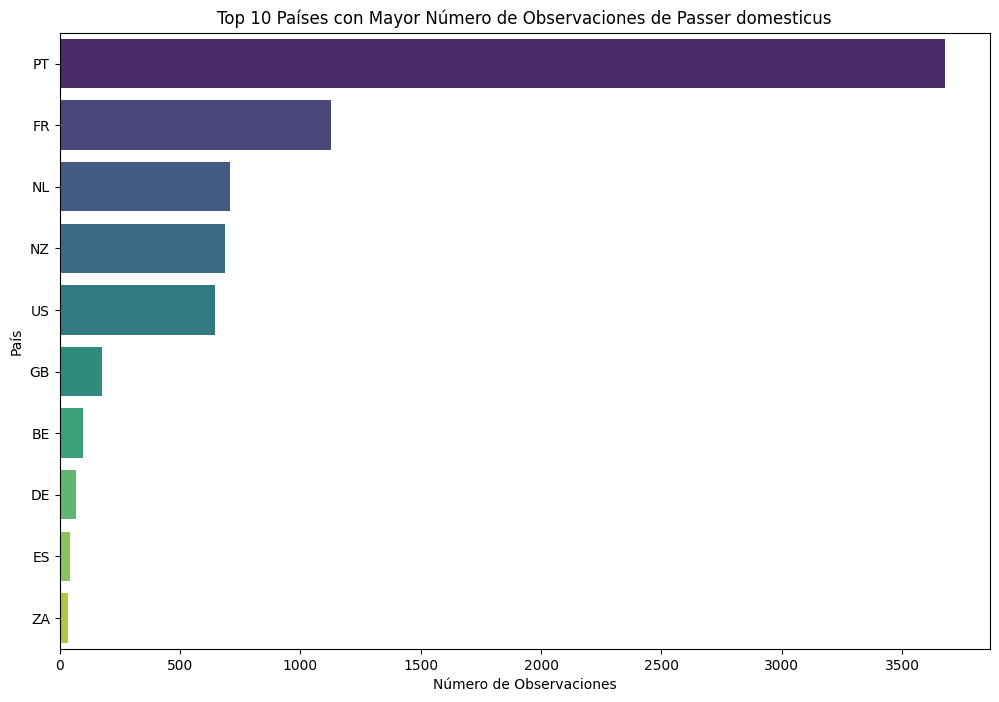 Top 10 Países con Mayor Número de Observaciones de Passer domesticus
PT
FR
NL
NZ
US
GB
BE
DE
ES
ZA
País
0 500 1000 1500 2000 2500 3000 3500
Número de Observaciones